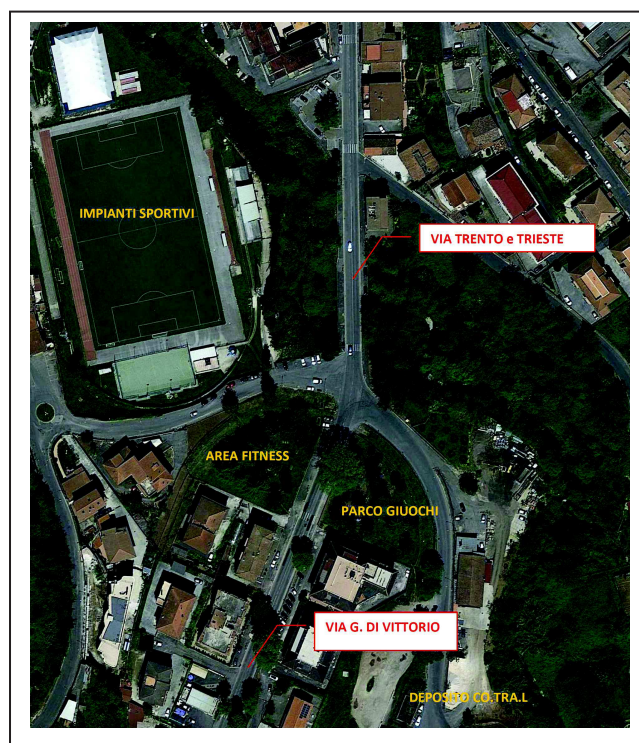 IMPIANTI SPORTIVI
VIA TRENTO e TRIESTE
AREA FITNESS
PARCO GIUOCHI
VIA G. DI VITTORIO
DEPOSITO CO.TRA.L